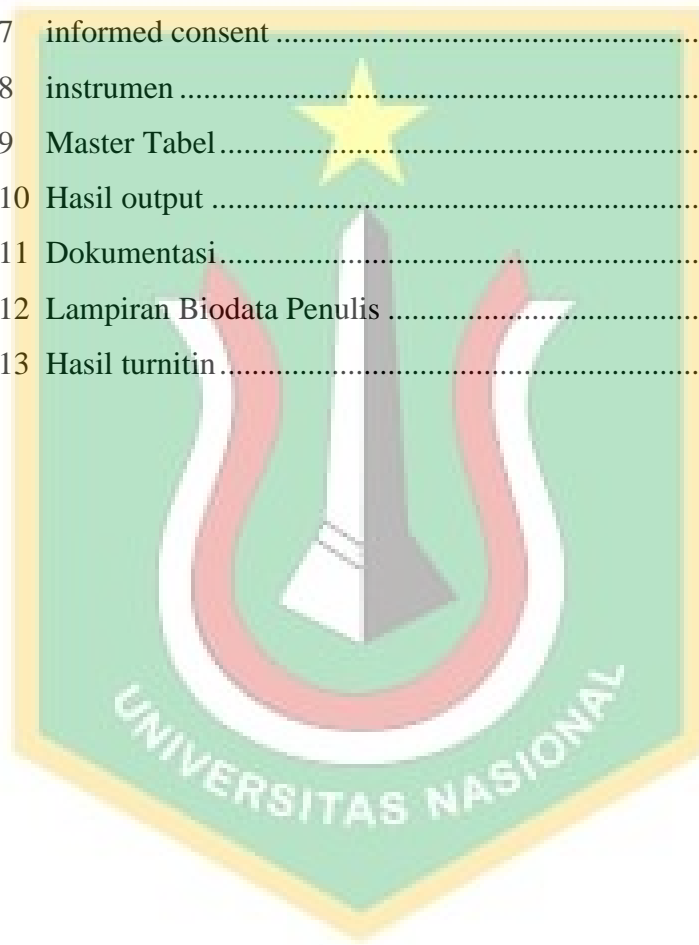 7 informed consent ........................................................
8 instrumen ........................................................................
9 Master Tabel ..................................................................
10 Hasil output ..................................................................
11 Dokumentasi..................................................................
12 Lampiran Biodata Penulis .............................................
13 Hasil turnitin ..................................................................
UNIVERSITAS NASIONAL